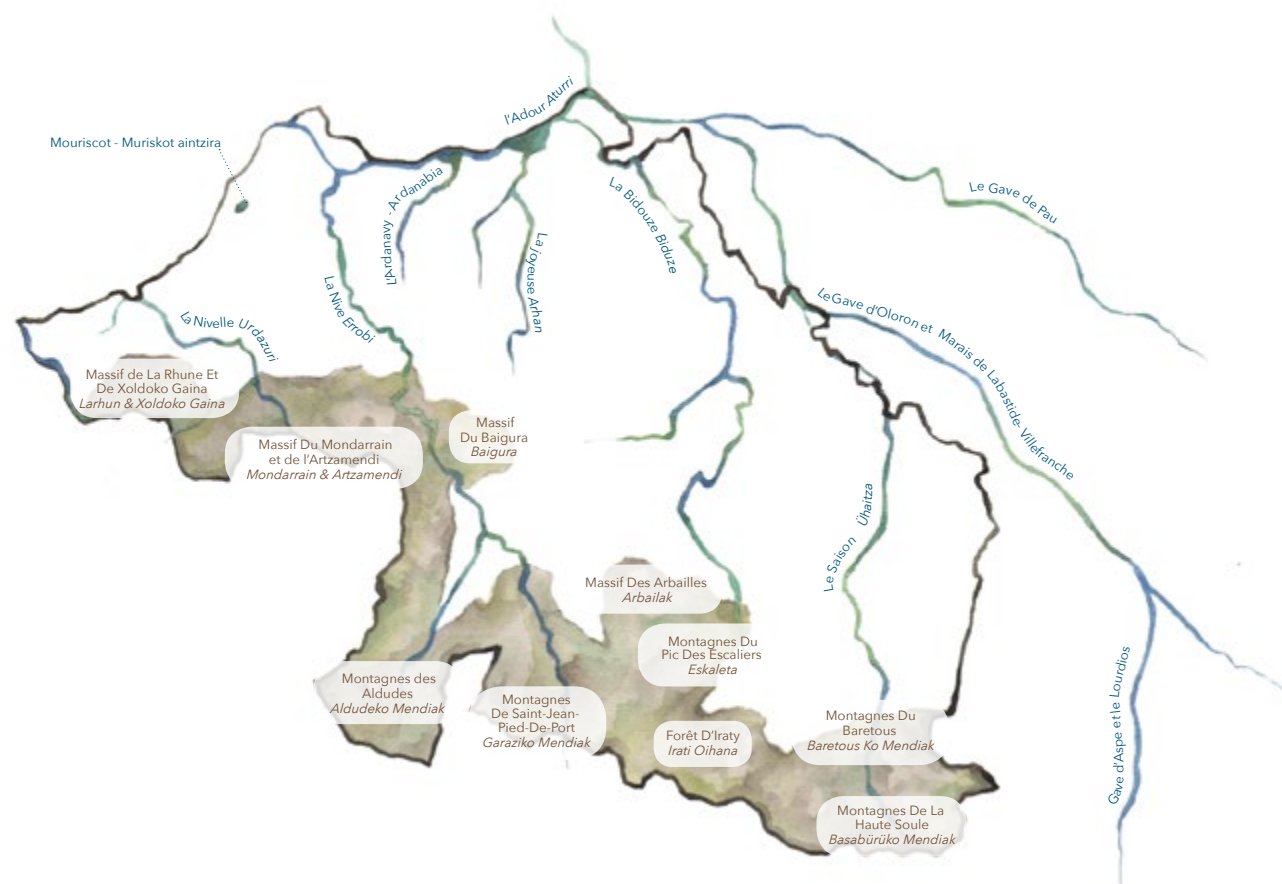 l'Adour Aturri
Mouriscot - Muriskot aintzira
L'Ardanavy - Ardanabia
La Bidouze Biduze
Le Gave de Pau
La joyeuse Arhan
La Nive Errobi
La Nivelle Urdazuri
Le Gave d'Oloron et Marais de Labastide-Villefranche
Massif de La Rhune Et
De Xoldoko Gaina
Larhun & Xoldoko Gaina
Massif Du Mondarrain
et de l'Artzamendi
Mondarrain & Artzamendi
Massif
Du Baigura
Baigura
Le Saison Ühaitza
Massif Des Arbailles
Arbailak
Montagnes Du
Pic Des Escaliers
Eskaleta
Montagnes des
Aldudes
Aldudeko Mendiak
Montagnes
De Saint-Jean-
Pied-De-Port
Garaziko Mendiak
Forêt D'Iraty
Irati Oihana
Montagnes Du
Baretous
Baretous Ko Mendiak
Gave d'Aspe et le Lourdios
Montagnes De La
Haute Soule
Basabürüko Mendiak